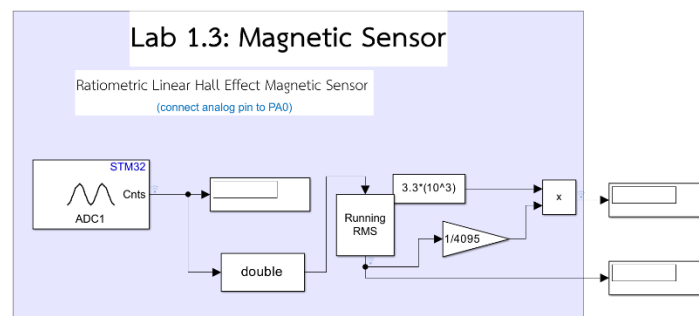 Lab 1.3: Magnetic Sensor
Ratiometric Linear Hall Effect Magnetic Sensor
(connect analog pin to PA0)
STM32
Cnts
ADC1
3.3*(10^3)
x
Running
RMS
1/4095
double